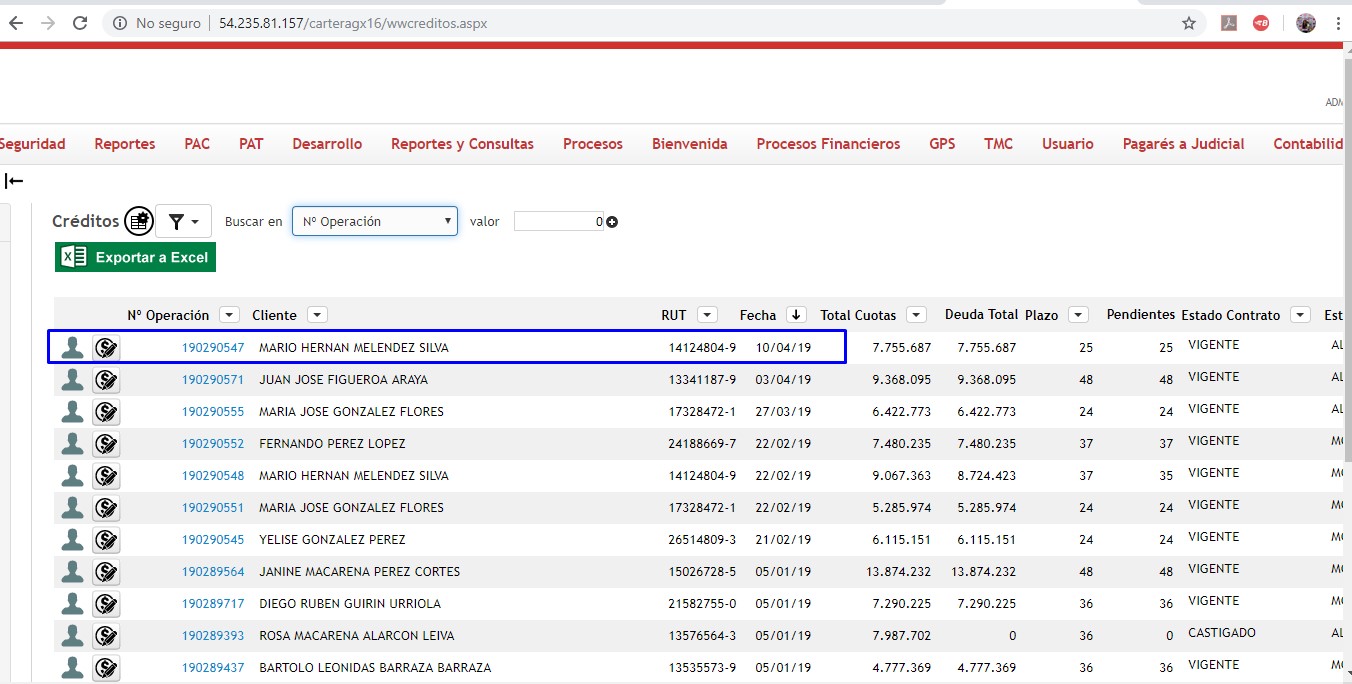 No seguro | 54.235.81.157/carteragx16/wwcreditos.aspx
ADM
Seguridad Reportes PAC PAT Desarrollo Reportes y Consultas Procesos Bienvenida Procesos Financieros GPS TMC Usuario Pagarés a Judicial Contabilid
Créditos Buscar en Nº Operación valor 0
Exportar a Excel
Nº Operación Cliente RUT Fecha Total Cuotas Deuda Total Plazo Pendientes Estado Contrato Est
190290547 MARIO HERNAN MELENDEZ SILVA 14124804-9 10/04/19 7.755.687 7.755.687 25 25 VIGENTE AL
190290571 JUAN JOSE FIGUEROA ARAYA 13341187-9 03/04/19 9.368.095 9.368.095 48 48 VIGENTE AL
190290555 MARIA JOSE GONZALEZ FLORES 17328472-1 27/03/19 6.422.773 6.422.773 24 24 VIGENTE AL
190290552 FERNANDO PEREZ LOPEZ 24188669-7 22/02/19 7.480.235 7.480.235 37 37 VIGENTE MO
190290548 MARIO HERNAN MELENDEZ SILVA 14124804-9 22/02/19 9.067.363 8.724.423 37 35 VIGENTE MO
190290551 MARIA JOSE GONZALEZ FLORES 17328472-1 22/02/19 5.285.974 5.285.974 24 24 VIGENTE MO
190290545 YELISE GONZALEZ PEREZ 26514809-3 21/02/19 6.115.151 6.115.151 24 24 VIGENTE MO
190289564 JANINE MACARENA PEREZ CORTES 15026728-5 05/01/19 13.874.232 13.874.232 48 48 VIGENTE MO
190289717 DIEGO RUBEN GUIRIN URRIOLA 21582755-0 05/01/19 7.290.225 7.290.225 36 36 VIGENTE MO
190289393 ROSA MACARENA ALARCON LEIVA 13576564-3 05/01/19 7.987.702 0 36 0 CASTIGADO AL
190289437 BARTOLO LEONIDAS BARRAZA BARRAZA 13535573-9 05/01/19 4.777.369 4.777.369 36 36 VIGENTE MO